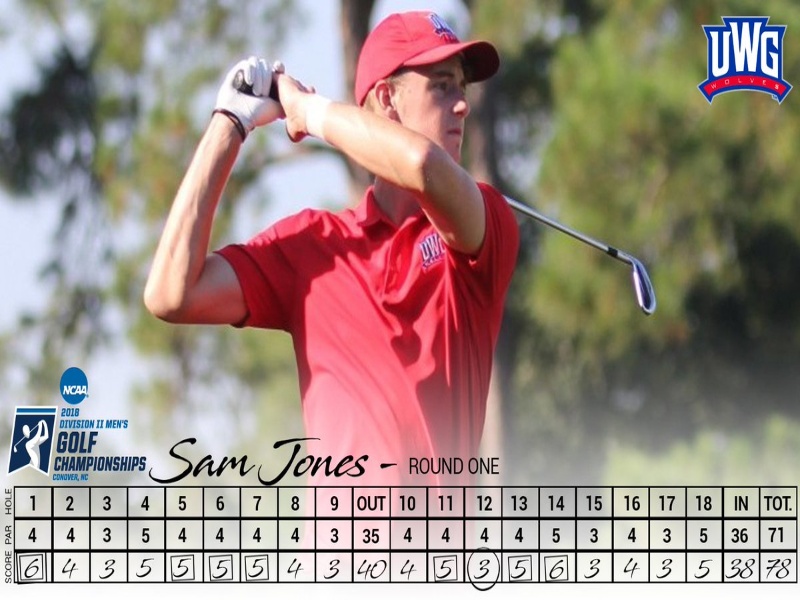 UWG
WOLVES
UWG
NCAA
2018
DIVISION II MEN'S
GOLF
CHAMPIONSHIPS
CONOVER, NC
Sam Jones - ROUND ONE
HOLE 1 2 3 4 5 6 7 8 9 OUT 10 11 12 13 14 15 16 17 18 IN TOT.
PAR 4 4 3 5 4 4 4 4 3 35 4 4 4 4 5 3 4 3 5 36 71
SCORE 6 4 3 5 5 5 5 4 3 40 4 5 3 5 6 3 4 3 5 38 78